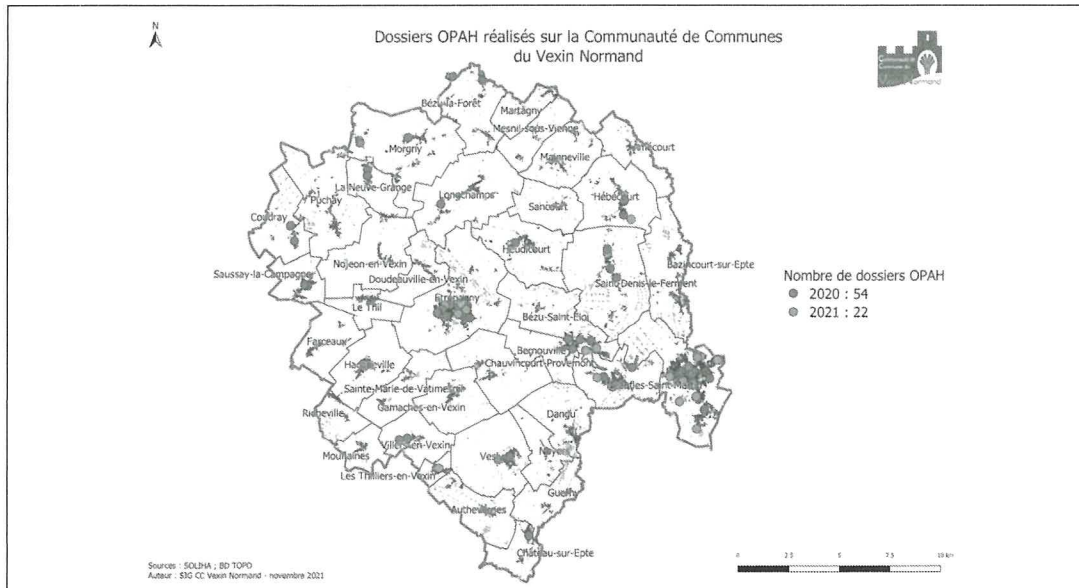 N
Dossiers OPAH réalisés sur la Communauté de Communes
du Vexin Normand
Bézu-la-Forêt
Martagny
Mesnil-sous-Vienne
Morgny
Mainneville
La Neuve-Grange
Longchamps
Hébécourt
Puchay
Sancourt
Coudray
Heudicourt
Nojeon-en-Vexin
Bazincourt-sur-Epte
Saussay-la-Campagne
Doudeauville-en-Vexin
Saint-Denis-le-Ferment
Nombre de dossiers OPAH
2020 : 54
2021 : 22
Etrépagny
Le Thil
Bézu-Saint-Eloi
Farceaux
Bernouville
Hacqueville
Chauvincourt-Provemont
Sainte-Marie-de-Vatimesnil
Gamaches-en-Vexin
Richeville
Dangu
Villers-en-Vexin
Mouflaines
Noyers
Les Thilliers-en-Vexin
Guerny
Authevernes
Château-sur-Epte
Sources : SOLIHA ; BD TOPO
Auteur : SIG CC Vexin Normand - novembre 2021
0 2.5 5 7.5 10 km